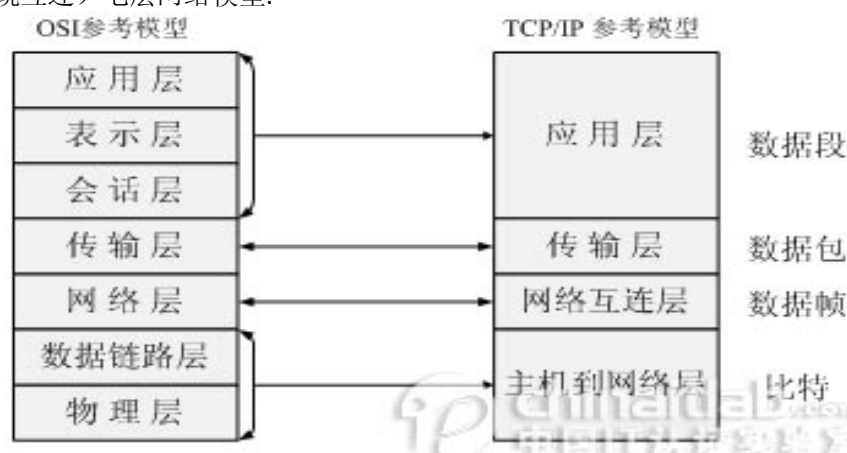 OSI参考模型
TCP/IP 参考模型
应用层
表示层
会话层
传输层
网络层
数据链路层
物理层
应用层
传输层
网络互连层
主机到网络层
数据段
数据包
数据帧
比特